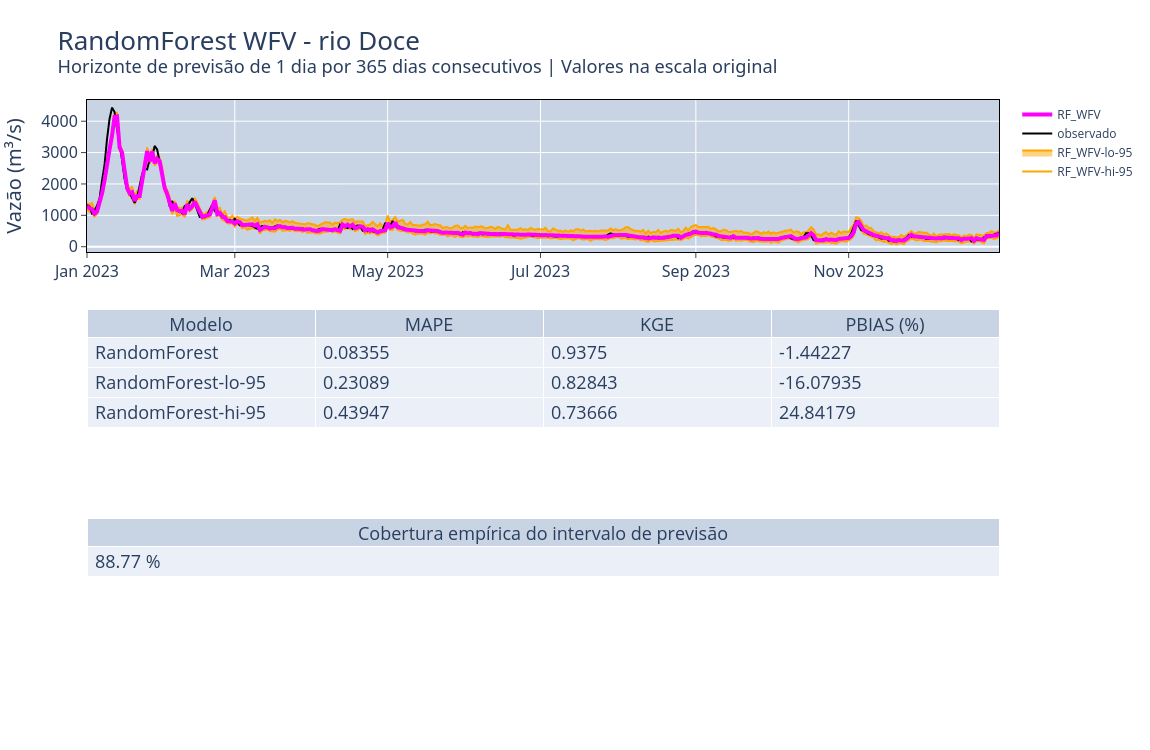 RandomForest WFV - rio Doce
Horizonte de previsão de 1 dia por 365 dias consecutivos | Valores na escala original
Vazão (m³/s)
4000
3000
2000
1000
0
Jan 2023 Mar 2023 May 2023 Jul 2023 Sep 2023 Nov 2023
RF_WFV
observado
RF_WFV-lo-95
RF_WFV-hi-95
Modelo MAPE KGE PBIAS (%)
RandomForest 0.08355 0.9375 -1.44227
RandomForest-lo-95 0.23089 0.82843 -16.07935
RandomForest-hi-95 0.43947 0.73666 24.84179
Cobertura empírica do intervalo de previsão
88.77 %